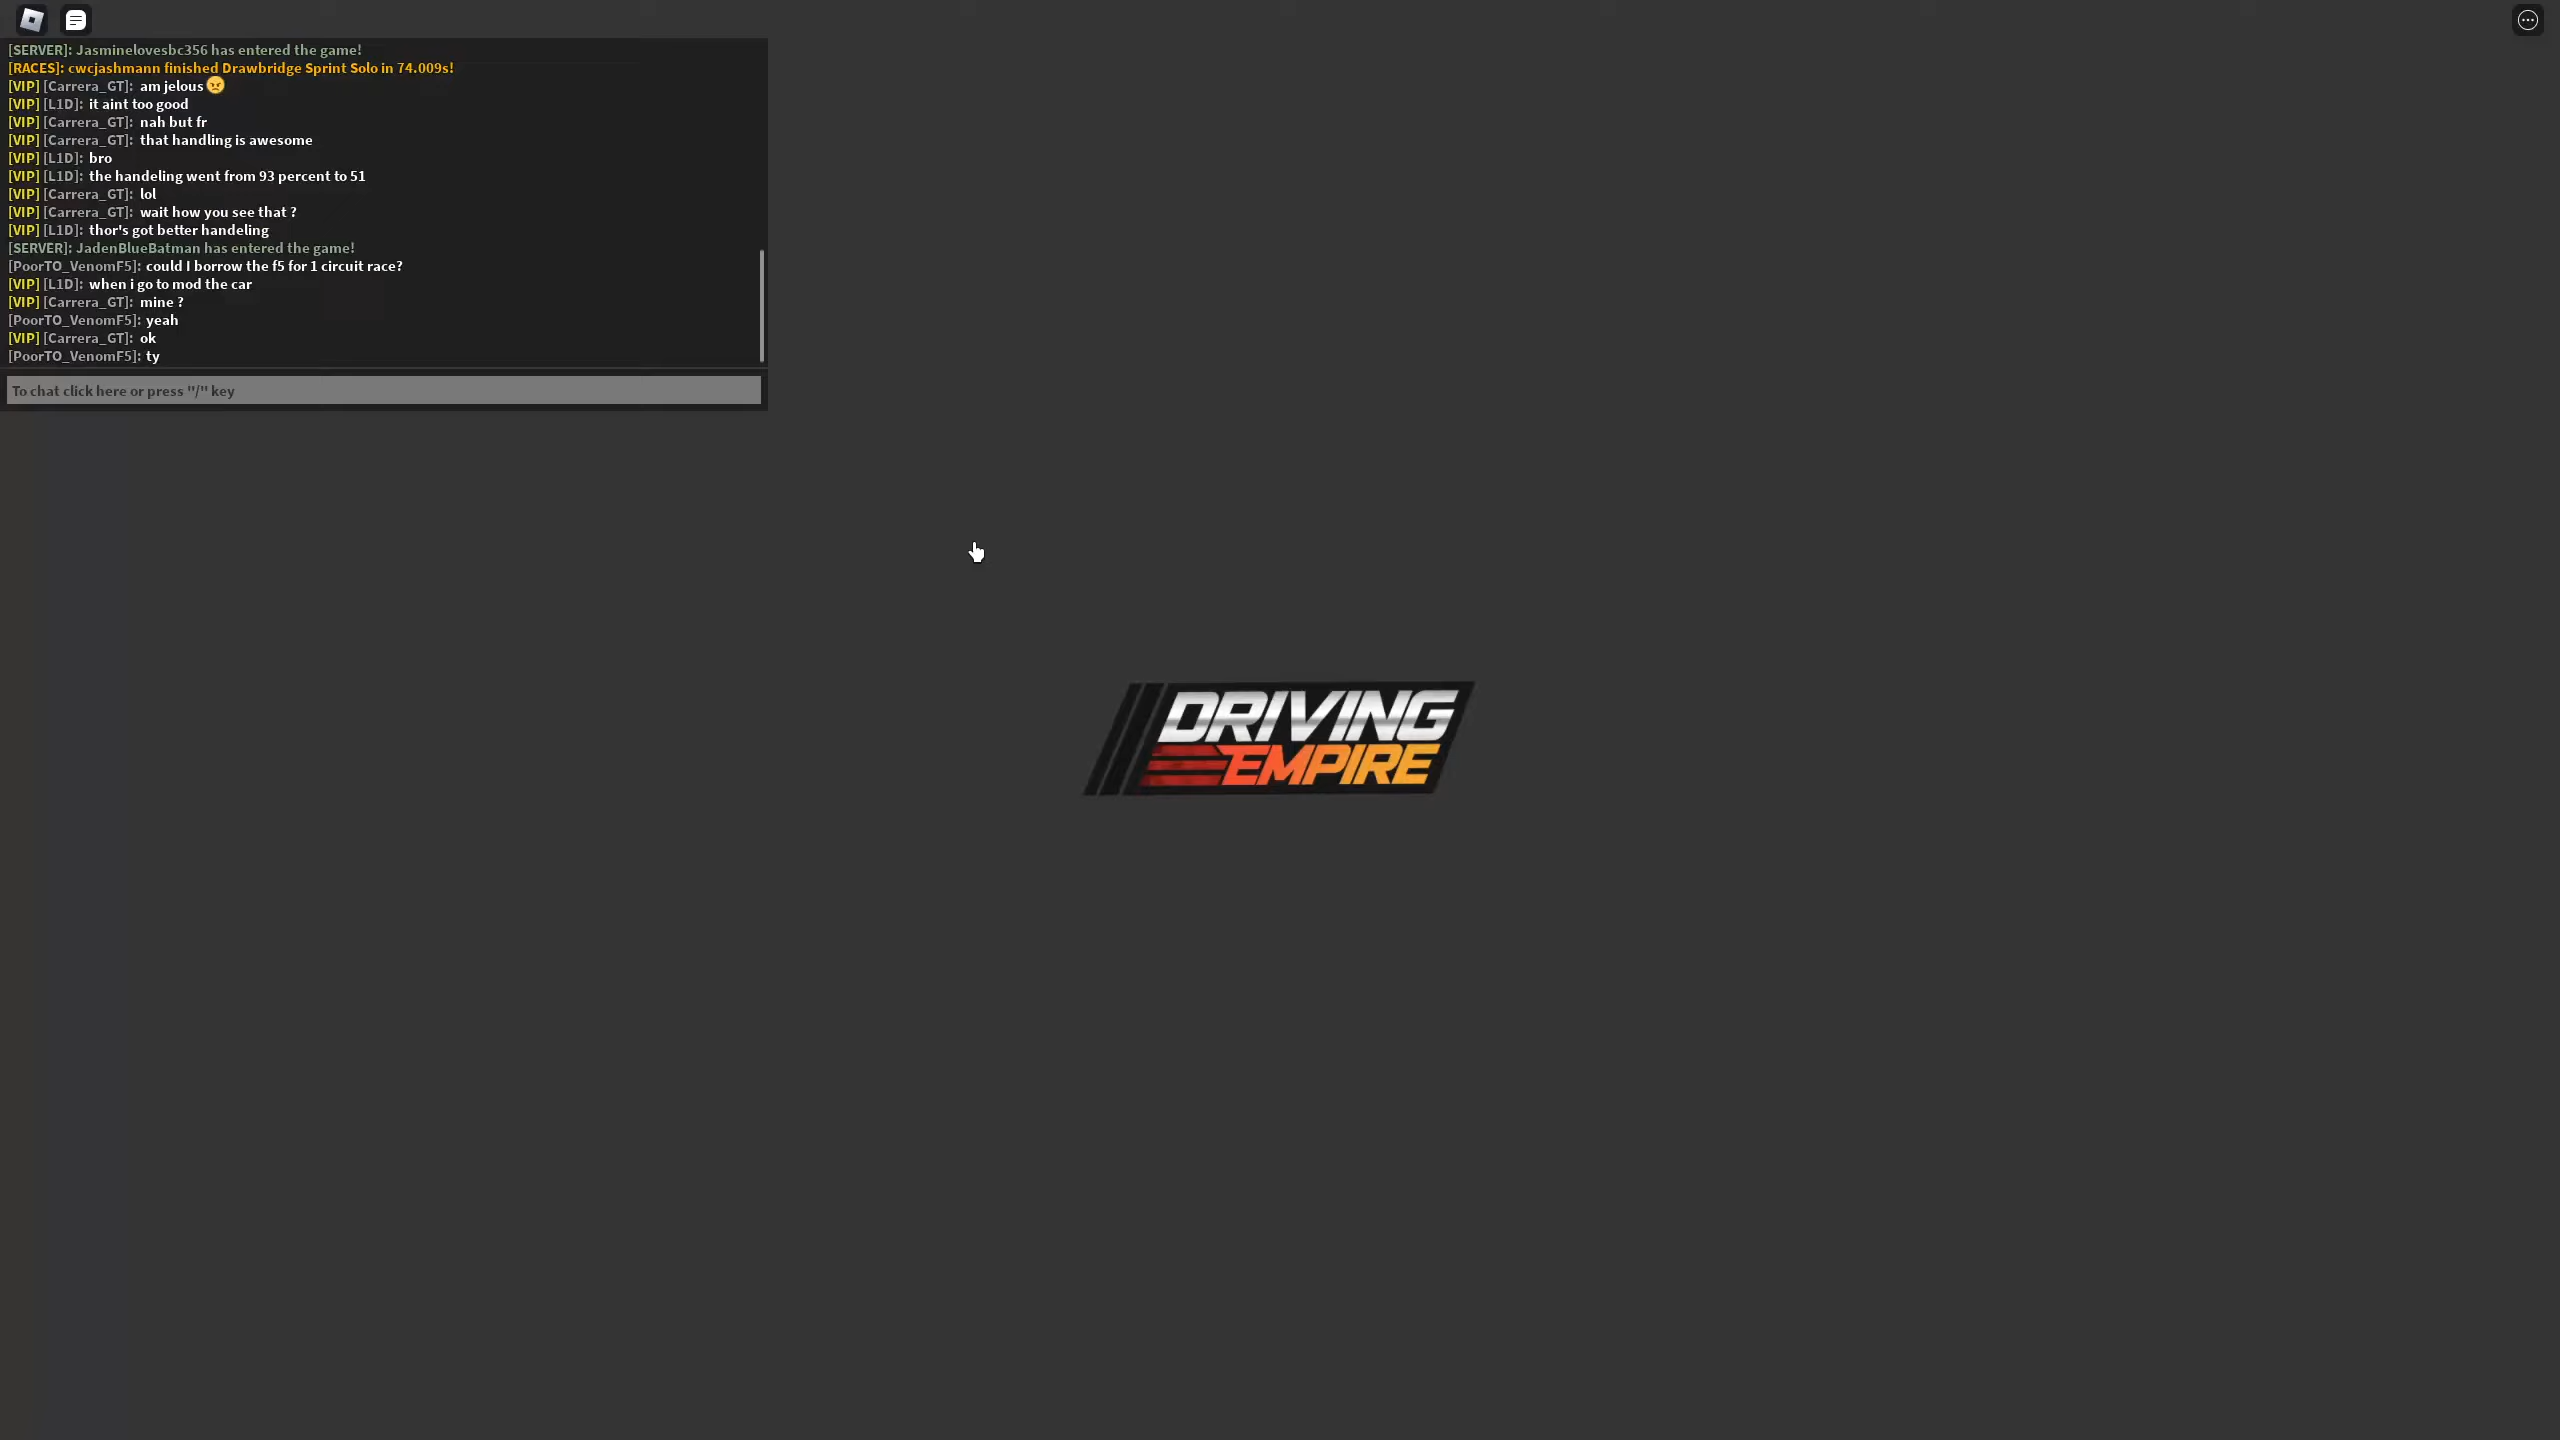 [SERVER]: Jasminelovesbc356 has entered the game!
[RACES]: cwcjashmann finished Drawbridge Sprint Solo in 74.009s!
[VIP] [Carrera_GT]: am jelous😠
[VIP] [L1D]: it aint too good
[VIP] [Carrera_GT]: nah but fr
[VIP] [Carrera_GT]: that handling is awesome
[VIP] [L1D]: bro
[VIP] [L1D]: the handeling went from 93 percent to 51
[VIP] [Carrera_GT]: lol
[VIP] [Carrera_GT]: wait how you see that ?
[VIP] [L1D]: thor's got better handeling
[SERVER]: JadenBlueBatman has entered the game!
[PoorTO_VenomF5]: could I borrow the f5 for 1 circuit race?
[VIP] [L1D]: when i go to mod the car
[VIP] [Carrera_GT]: mine ?
[PoorTO_VenomF5]: yeah
[VIP] [Carrera_GT]: ok
[PoorTO_VenomF5]: ty
To chat click here or press "/" key
DRIVING
EMPIRE